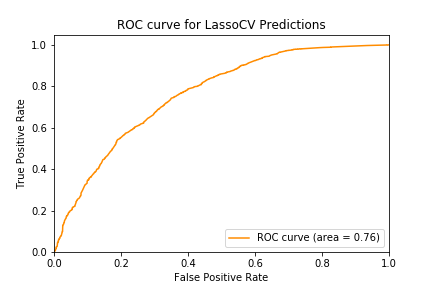 ROC curve for LassoCV Predictions
1.0
0.8
0.6
0.4
0.2
0.0
True Positive Rate
ROC curve (area = 0.76)
0.0 0.2 0.4 0.6 0.8 1.0
False Positive Rate